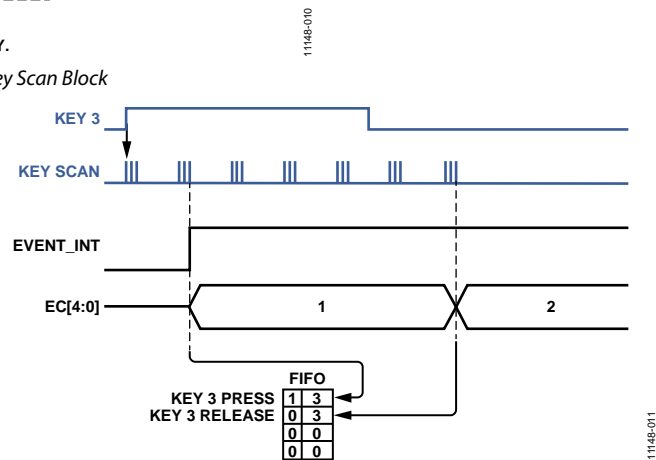 11148-010
Y.
ey Scan Block
KEY 3
KEY SCAN
EVENT_INT
EC[4:0]
1
2
FIFO
KEY 3 PRESS 1 3
KEY 3 RELEASE 0 3
0 0
0 0
11148-011